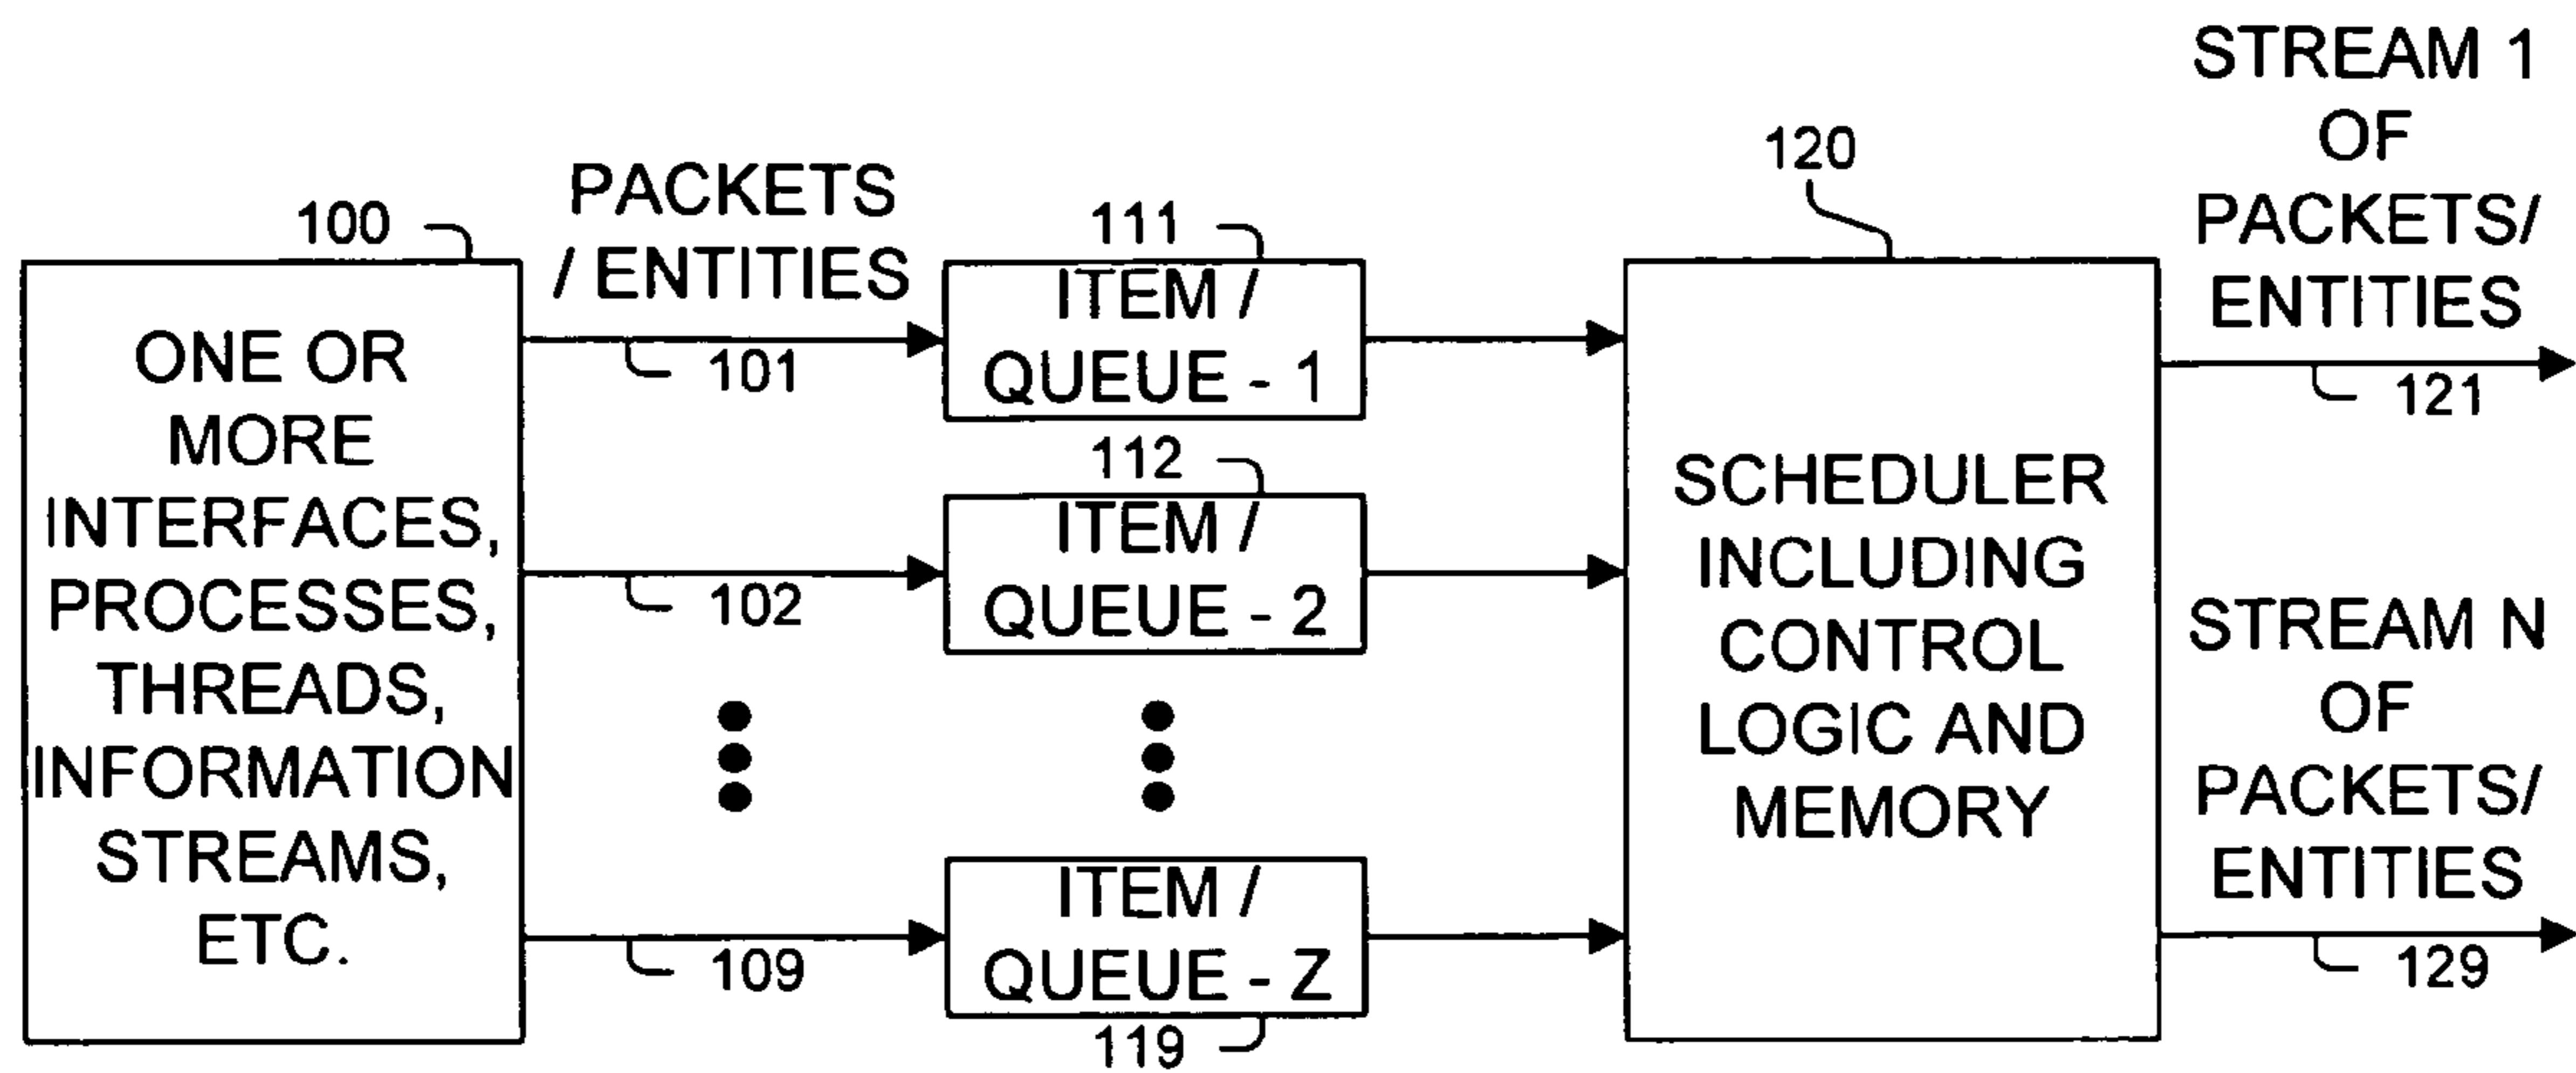 100
ONE OR
MORE
INTERFACES,
PROCESSES,
THREADS,
INFORMATION
STREAMS,
ETC.
PACKETS
/ ENTITIES
101
102
109
111
ITEM /
QUEUE - 1
112
ITEM /
QUEUE - 2
ITEM /
QUEUE - Z
119
120
SCHEDULER
INCLUDING
CONTROL
LOGIC AND
MEMORY
STREAM 1
OF
PACKETS/
ENTITIES
121
STREAM N
OF
PACKETS/
ENTITIES
129